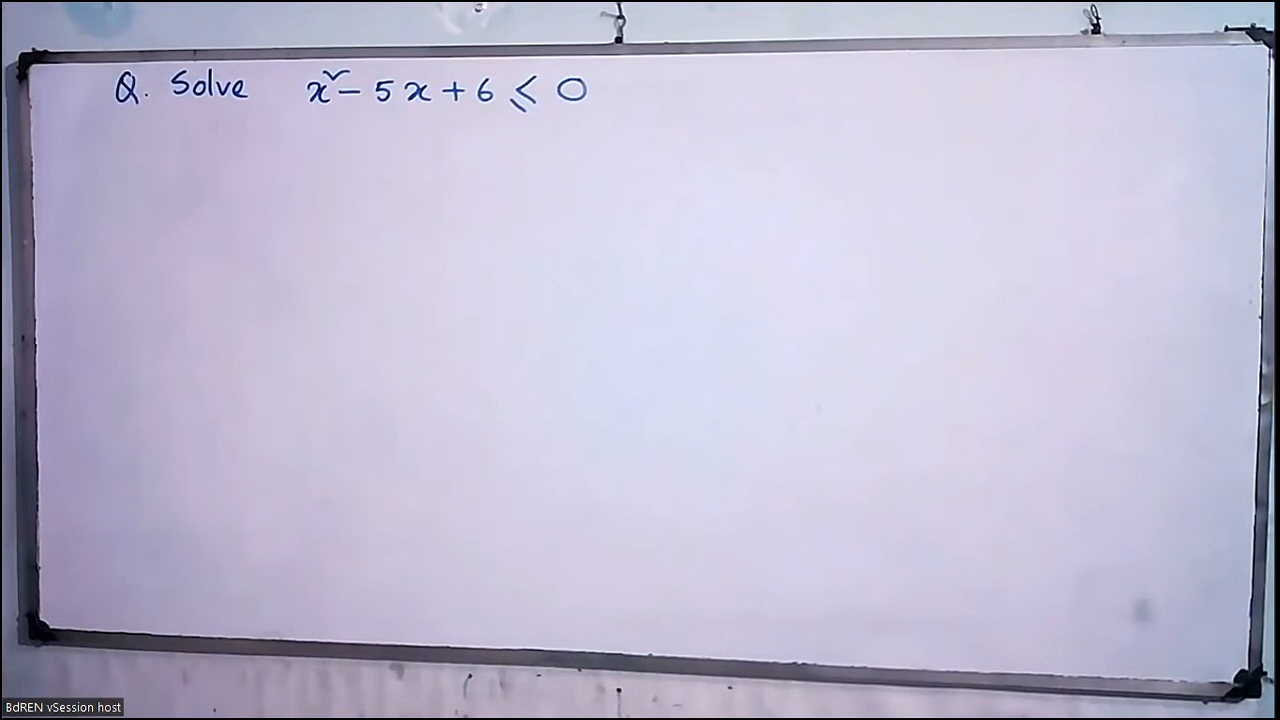 Q. Solve x² - 5x + 6 ≤ 0
BdREN vSession host